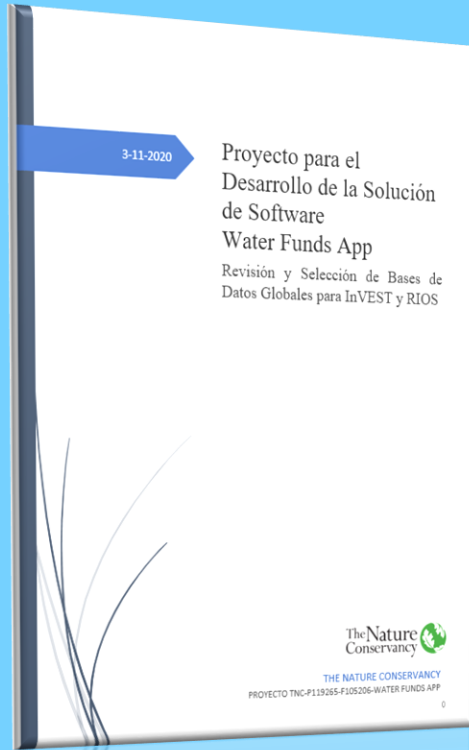 3-11-2020
Proyecto para el
Desarrollo de la Solución
de Software
Water Funds App
Revisión y Selección de Bases de
Datos Globales para InVEST y RIOS
The Nature
Conservancy
THE NATURE CONSERVANCY
PROYECTO TNC-P119265-F105206-WATER FUNDS APP
0